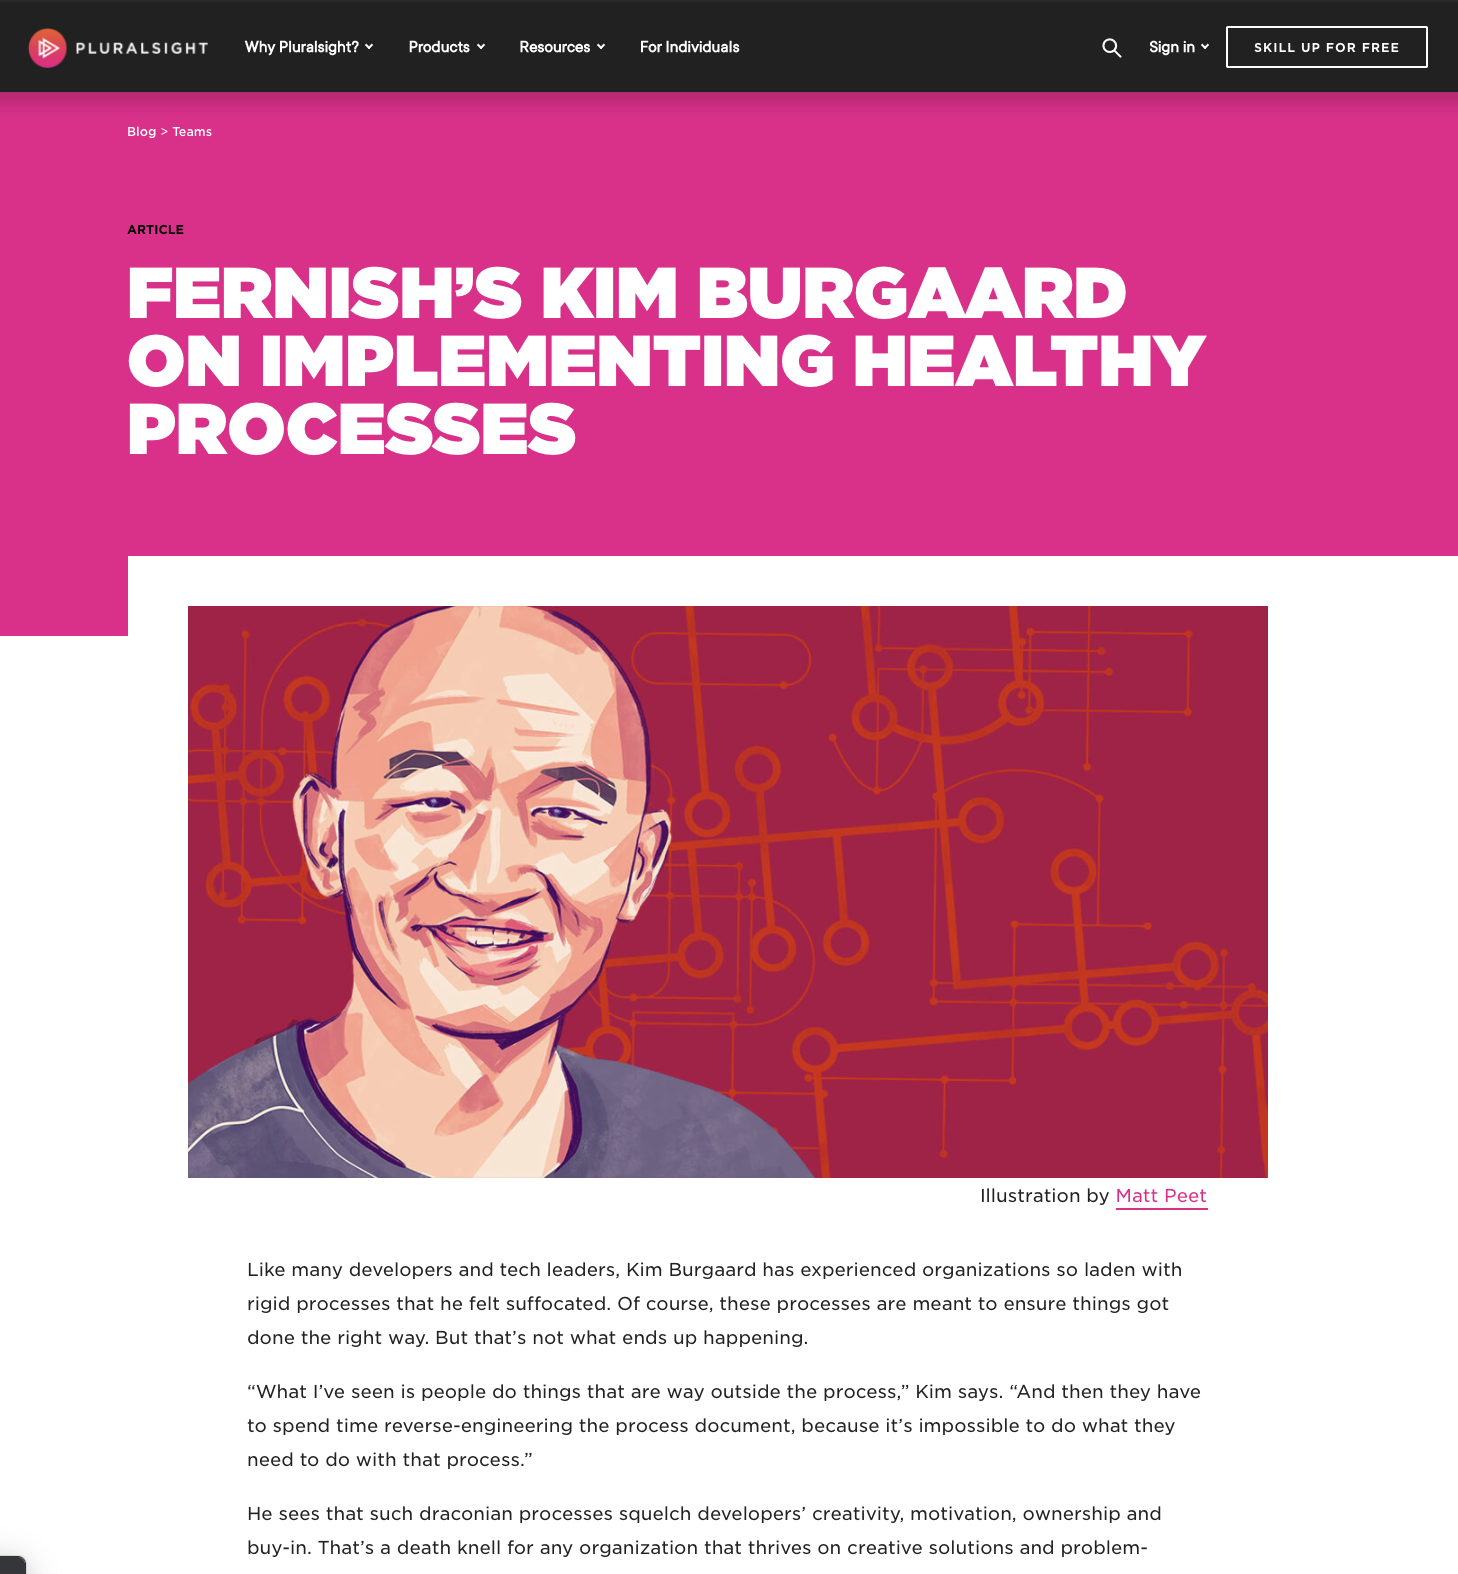 PLURALSIGHT Why Pluralsight? Products Resources For Individuals Sign in SKILL UP FOR FREE
Blog > Teams
ARTICLE
FERNISH’S KIM BURGAARD
ON IMPLEMENTING HEALTHY
PROCESSES
Illustration by Matt Peet
Like many developers and tech leaders, Kim Burgaard has experienced organizations so laden with
rigid processes that he felt suffocated. Of course, these processes are meant to ensure things got
done the right way. But that’s not what ends up happening.
“What I’ve seen is people do things that are way outside the process,” Kim says. “And then they have
to spend time reverse-engineering the process document, because it’s impossible to do what they
need to do with that process.”
He sees that such draconian processes squelch developers’ creativity, motivation, ownership and
buy-in. That’s a death knell for any organization that thrives on creative solutions and problem-